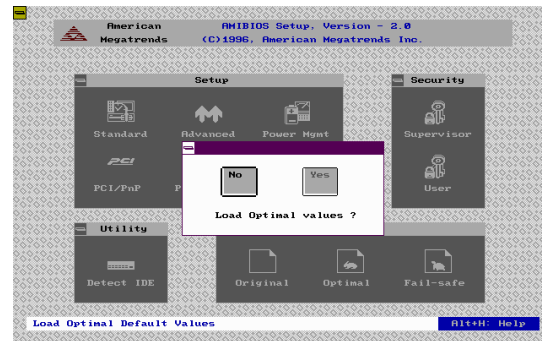 American Megatrends
AMIBIOS Setup, Version - 2.0
(C)1996, American Megatrends Inc.
Setup
Standard
Advanced
Power Mgmt
PCI
PCI/PnP
P
Security
Supervisor
User
No
Yes
Load Optimal values ?
Utility
Detect IDE
Original
Optimal
Fail-safe
Load Optimal Default Values
Alt+H: Help